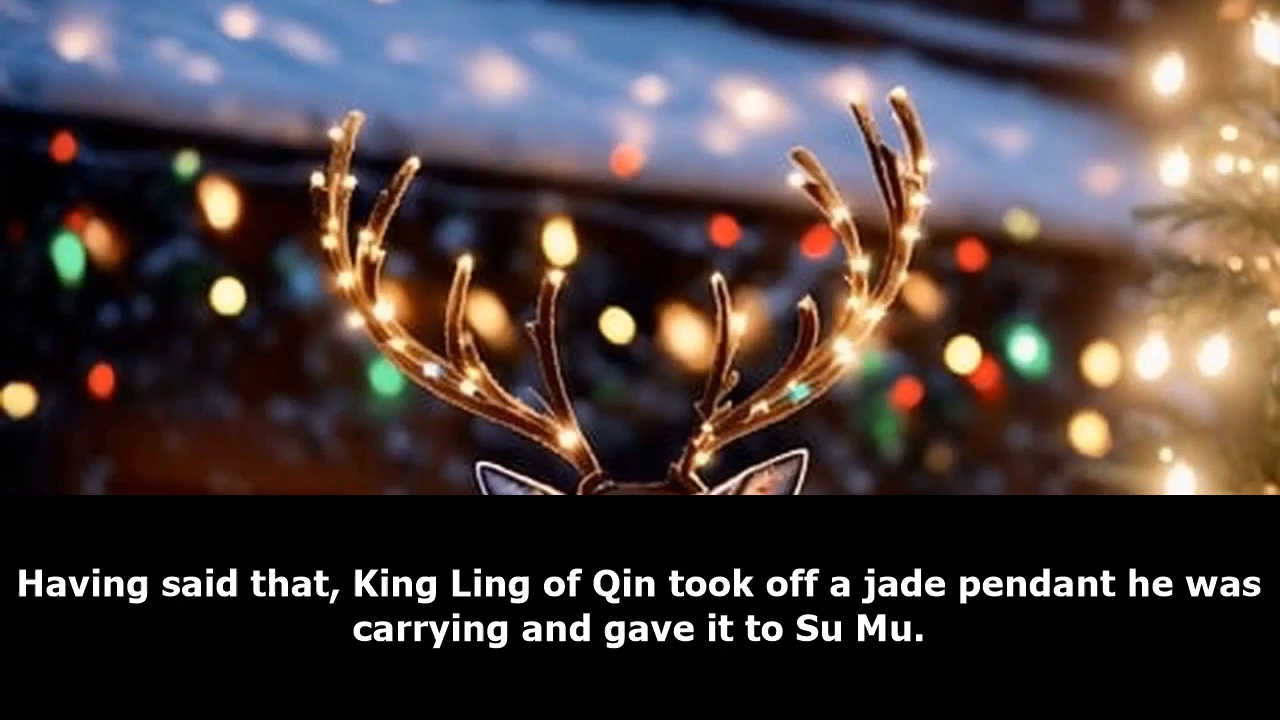 Having said that, King Ling of Qin took off a jade pendant he was
carrying and gave it to Su Mu.